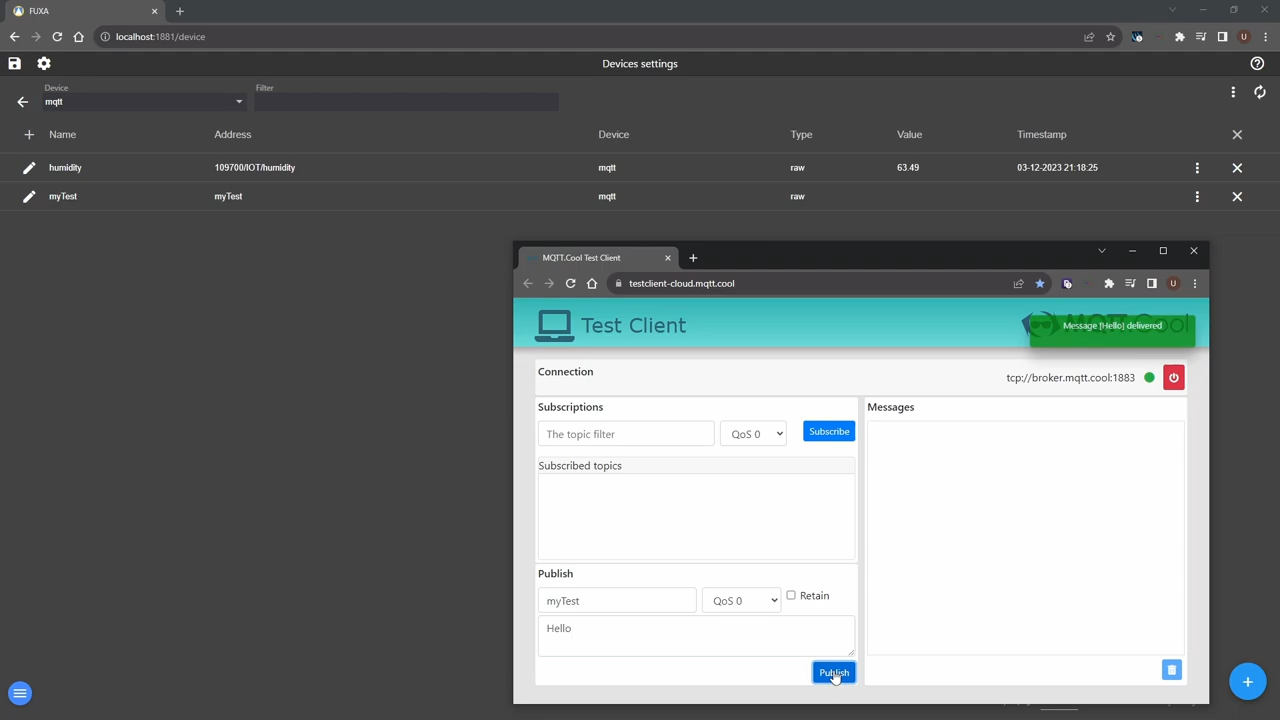 FUXA
localhost:1881/device
U
Devices settings
Device
Filter
mqtt
Name Address Device Type Value Timestamp
humidity 109700/IOT/humidity mqtt raw 63.49 03-12-2023 21:18:25
myTest myTest mqtt raw
MQTT.Cool Test Client
testclient-cloud.mqtt.cool
U
Test Client
Message [Hello] delivered
Connection
tcp://broker.mqtt.cool:1883
Subscriptions
Messages
The topic filter QoS 0 Subscribe
Subscribed topics
Publish
myTest QoS 0 Retain
Hello
Publish